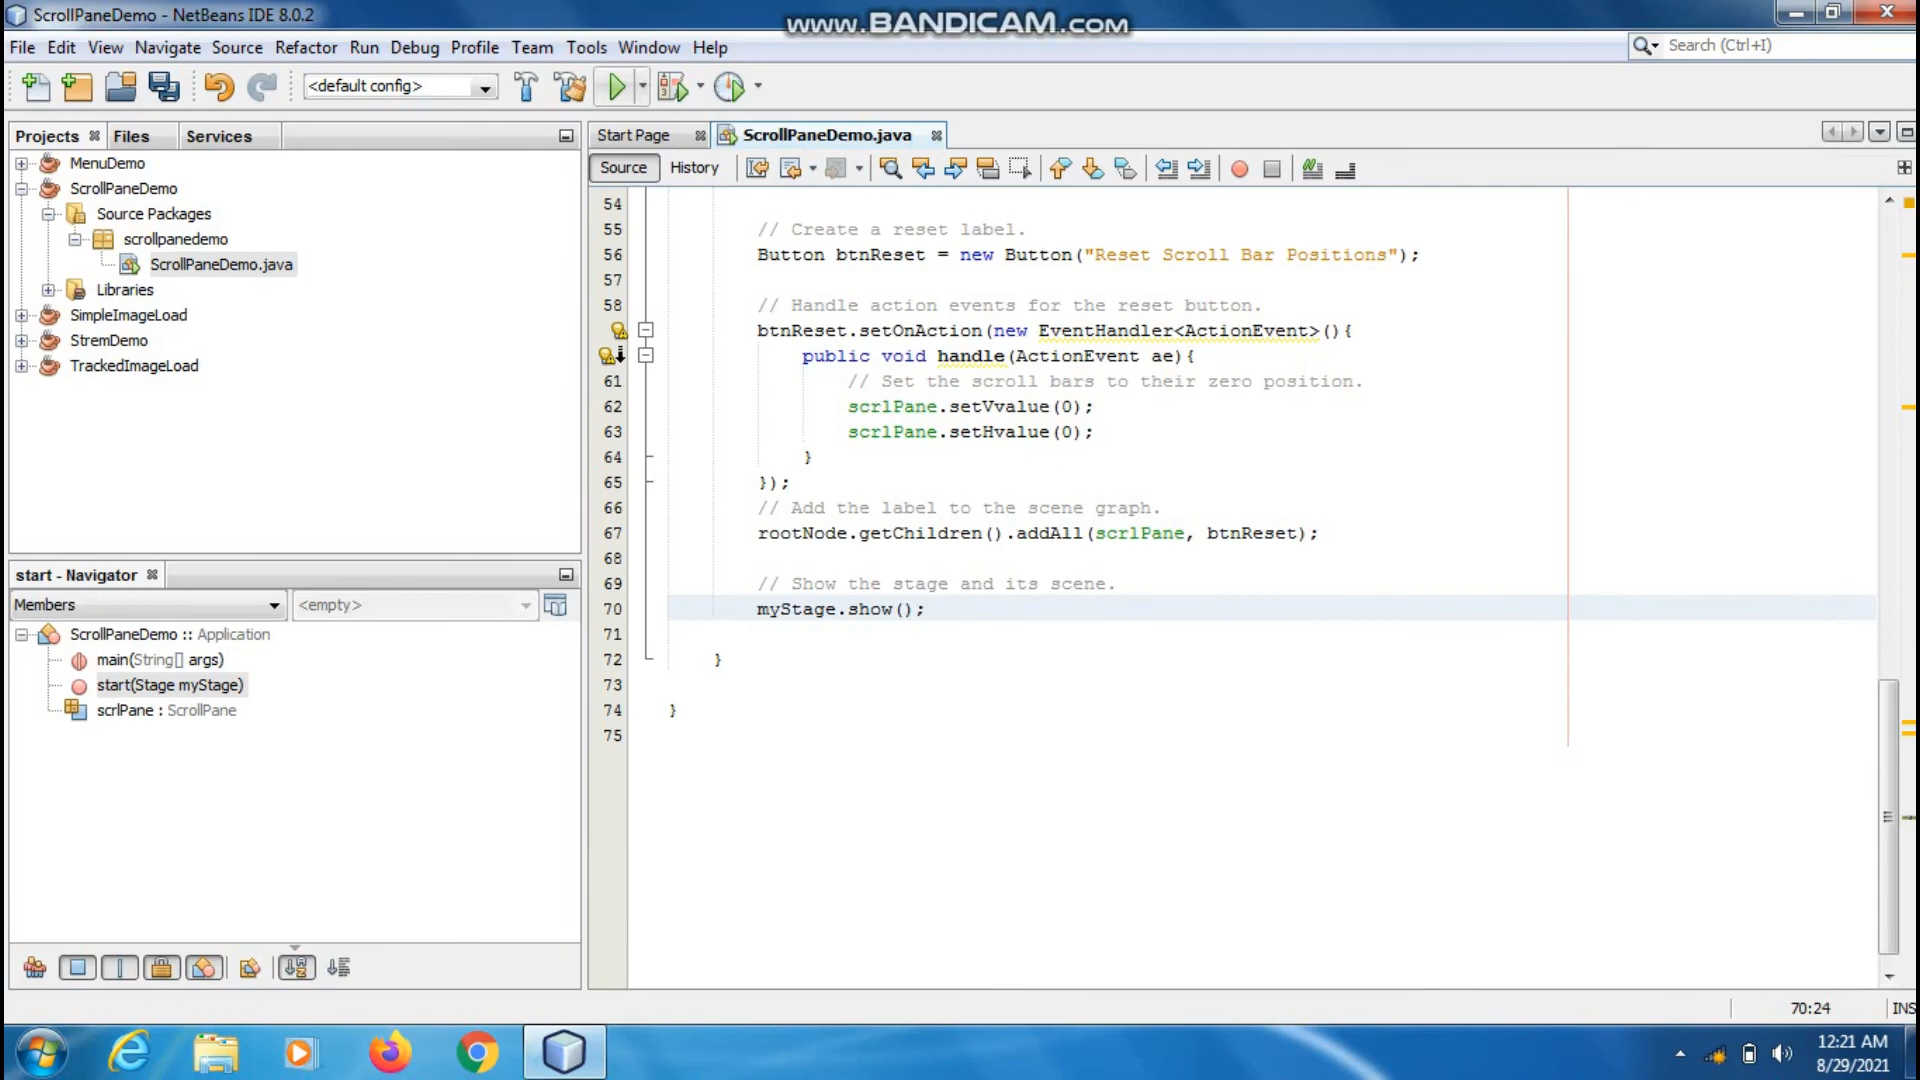 ScrollPaneDemo - NetBeans IDE 8.0.2
www.BANDICAM.com
File Edit View Navigate Source Refactor Run Debug Profile Team Tools Window Help
Search (Ctrl+I)
<default config>
Projects Files Services
MenuDemo
ScrollPaneDemo
Source Packages
scrollpanedemo
ScrollPaneDemo.java
Libraries
SimpleImageLoad
StremDemo
TrackedImageLoad
start - Navigator
Members <empty>
ScrollPaneDemo :: Application
main(String[] args)
start(Stage myStage)
scrlPane : ScrollPane
Start Page ScrollPaneDemo.java
Source History
54
55 // Create a reset label.
56 Button btnReset = new Button("Reset Scroll Bar Positions");
57
58 // Handle action events for the reset button.
btnReset.setOnAction(new EventHandler<ActionEvent>(){
public void handle(ActionEvent ae){
61 // Set the scroll bars to their zero position.
62 scrlPane.setVvalue(0);
63 scrlPane.setHvalue(0);
64 }
65 });
66 // Add the label to the scene graph.
67 rootNode.getChildren().addAll(scrlPane, btnReset);
68
69 // Show the stage and its scene.
70 myStage.show();
71
72 }
73
74 }
75
70:24 INS
12:21 AM
8/29/2021